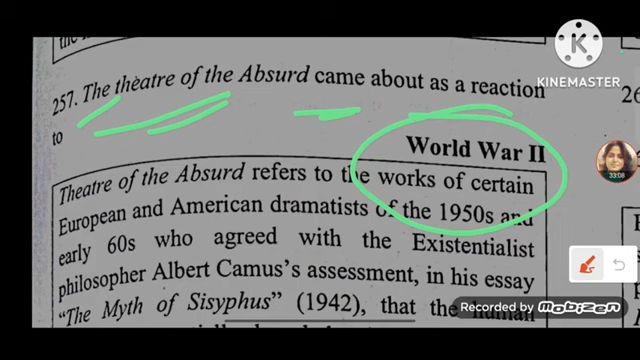 KINEMASTER
257. The theatre of the Absurd came about as a reaction
to
World War II
Theatre of the Absurd refers to the works of certain
European and American dramatists of the 1950s and
early 60s who agreed with the Existentialist
philosopher Albert Camus's assessment, in his essay
"The Myth of Sisyphus" (1942), that the human
26
33:08
Recorded by MOBIZEN